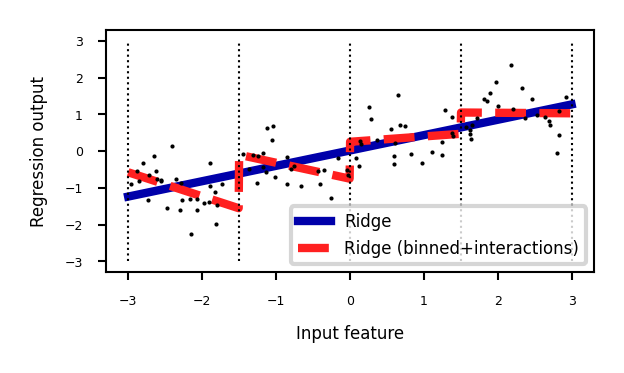 3
2
1
0
−1
−2
−3
Regression output
Ridge
Ridge (binned+interactions)
−3 −2 −1 0 1 2 3
Input feature